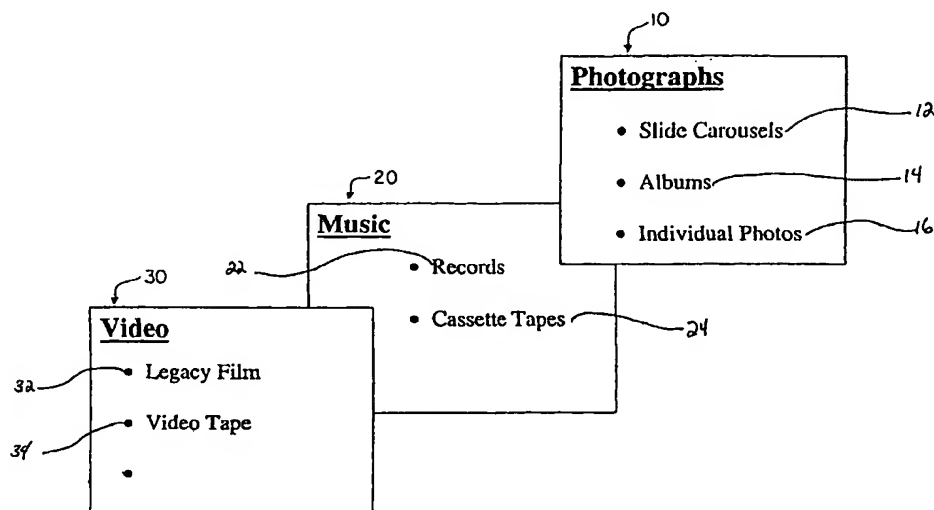 10
Photographs
• Slide Carousels 12
• Albums 14
• Individual Photos 16
20
Music
22 • Records
• Cassette Tapes 24
30
Video
32 • Legacy Film
34 • Video Tape
•